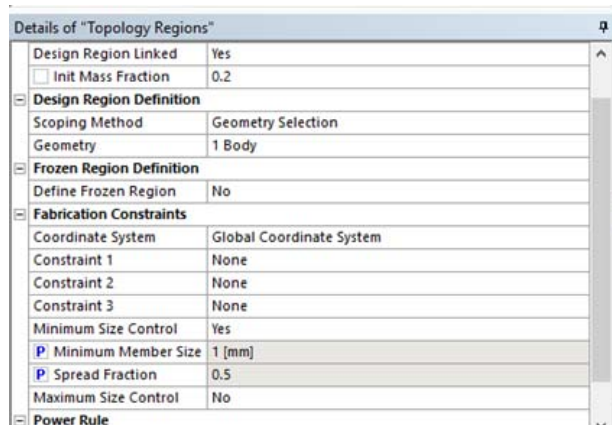 Details of "Topology Regions"
Design Region Linked Yes
Init Mass Fraction 0.2
Design Region Definition
Scoping Method Geometry Selection
Geometry 1 Body
Frozen Region Definition
Define Frozen Region No
Fabrication Constraints
Coordinate System Global Coordinate System
Constraint 1 None
Constraint 2 None
Constraint 3 None
Minimum Size Control Yes
P Minimum Member Size 1 [mm]
P Spread Fraction 0.5
Maximum Size Control No
Power Rule